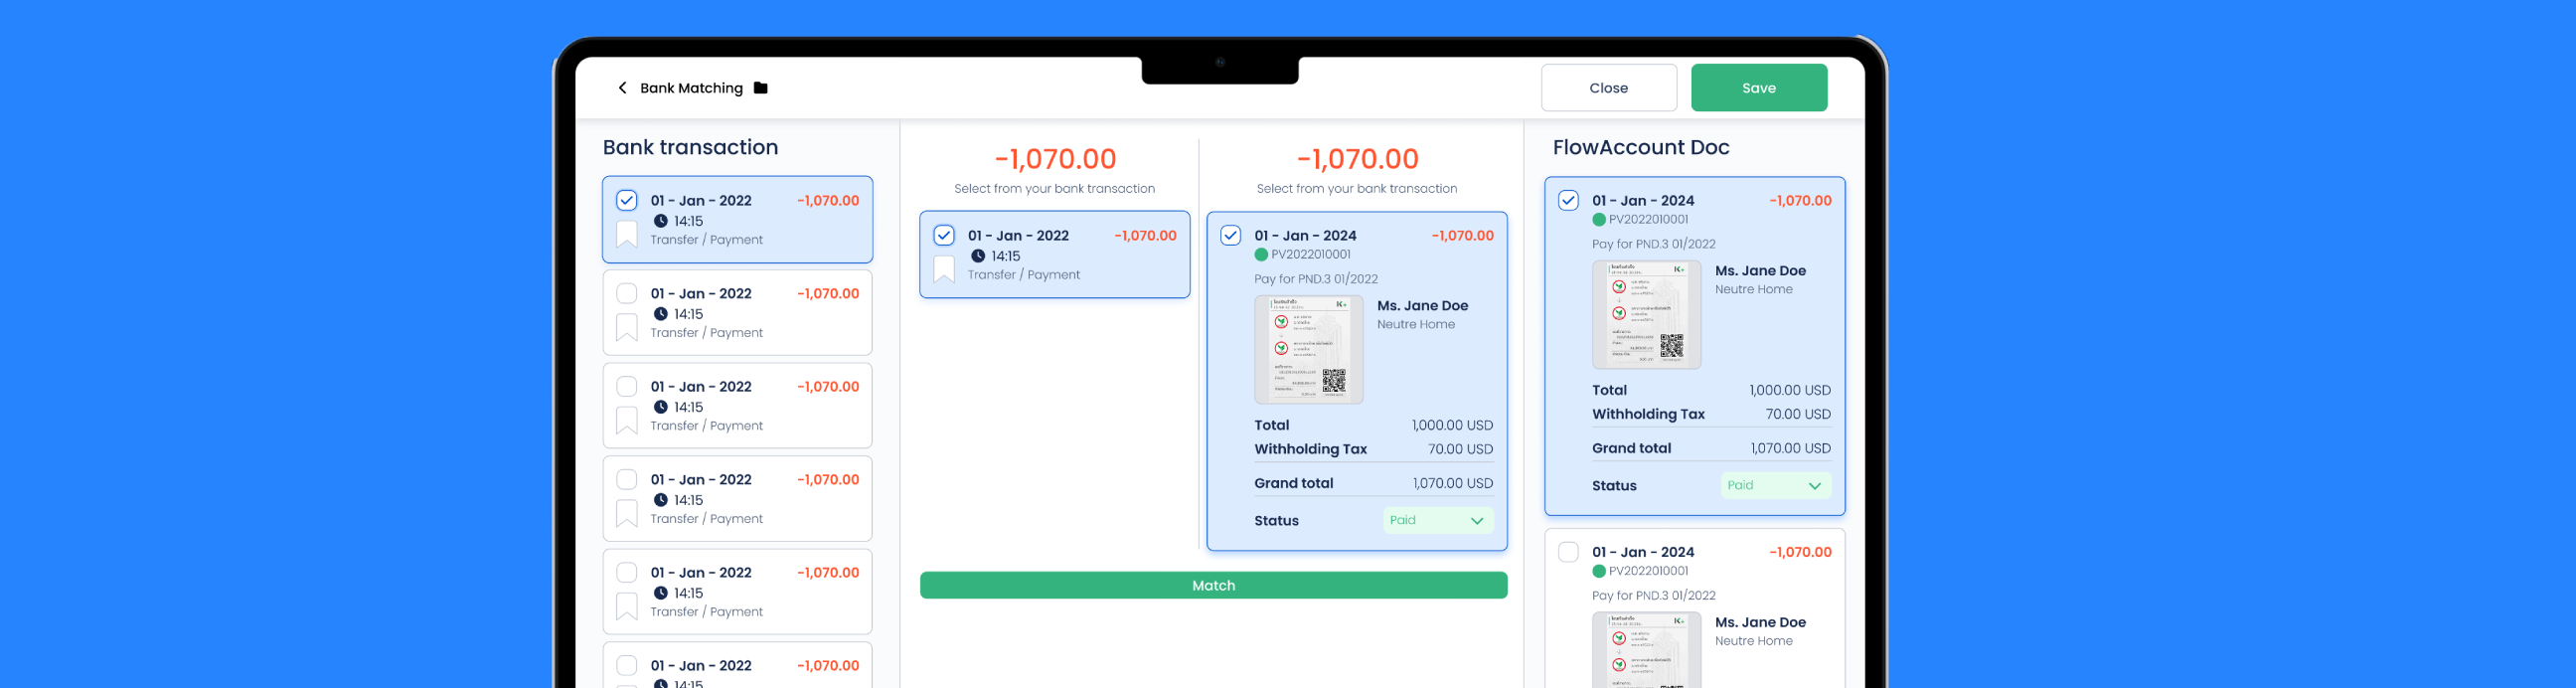 Bank Matching
Close
Save
Bank transaction
01 - Jan - 2022 -1,070.00
14:15
Transfer / Payment
01 - Jan - 2022 -1,070.00
14:15
Transfer / Payment
01 - Jan - 2022 -1,070.00
14:15
Transfer / Payment
01 - Jan - 2022 -1,070.00
14:15
Transfer / Payment
01 - Jan - 2022 -1,070.00
14:15
Transfer / Payment
01 - Jan - 2022 -1,070.00
14:15
-1,070.00
Select from your bank transaction
01 - Jan - 2022 -1,070.00
14:15
Transfer / Payment
-1,070.00
Select from your bank transaction
01 - Jan - 2024 -1,070.00
PV2022010001
Pay for PND.3 01/2022
K+
Ms. Jane Doe
Neutre Home
Total 1,000.00 USD
Withholding Tax 70.00 USD
Grand total 1,070.00 USD
Status Paid
Match
FlowAccount Doc
01 - Jan - 2024 -1,070.00
PV2022010001
Pay for PND.3 01/2022
K+
Ms. Jane Doe
Neutre Home
Total 1,000.00 USD
Withholding Tax 70.00 USD
Grand total 1,070.00 USD
Status Paid
01 - Jan - 2024 -1,070.00
PV2022010001
Pay for PND.3 01/2022
K+
Ms. Jane Doe
Neutre Home